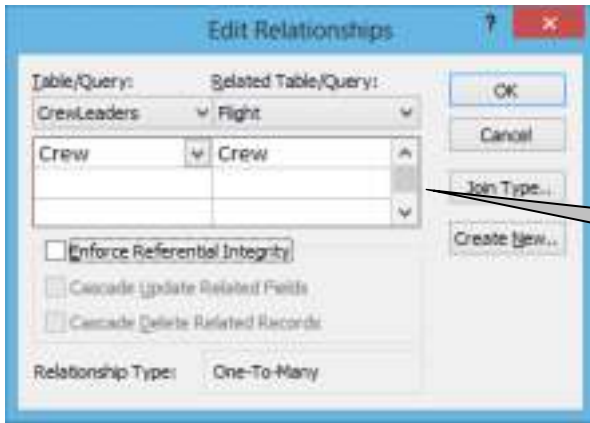 Edit Relationships
?
×
Table/Query: Related Table/Query:
CrewLeaders Flight
Crew Crew
Enforce Referential Integrity
Cascade Update Related Fields
Cascade Delete Related Records
Relationship Type: One-To-Many
OK
Cancel
Join Type...
Create New...